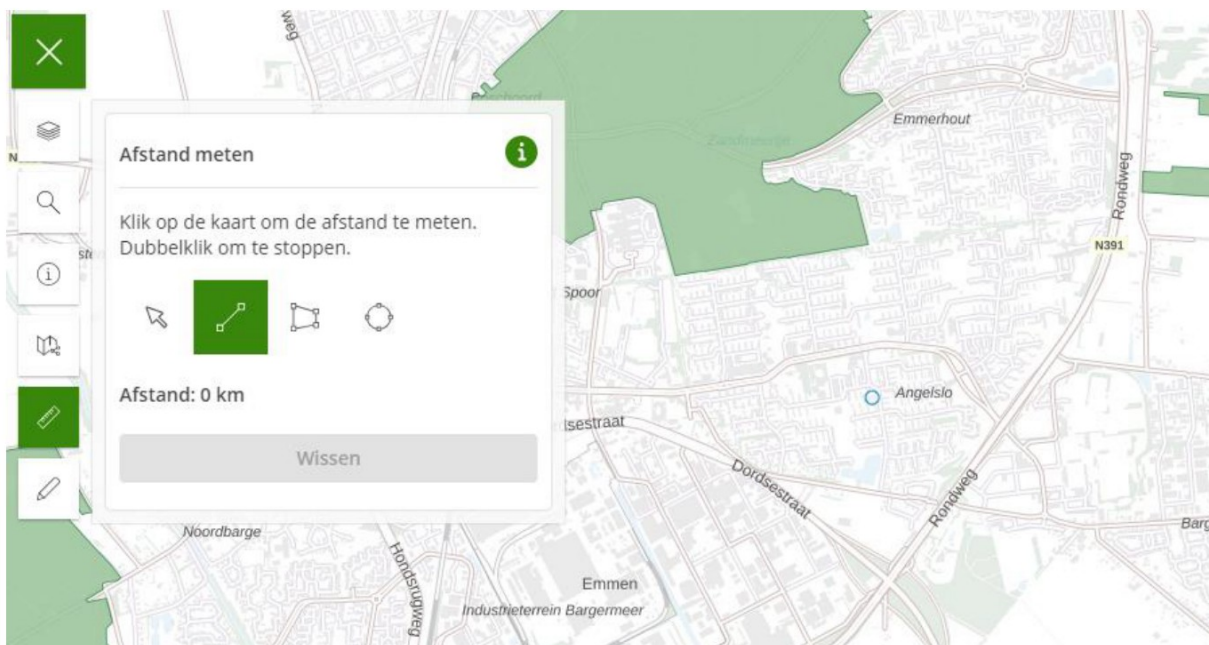 weg
Emmerhout
Afstand meten
i
N
Rondweg
Klik op de kaart om de afstand te meten.
Dubbelklik om te stoppen.
N391
Spoor
Afstand: 0 km
Angelslo
Wissen
Dordsestraat
Rondweg
Noordbarge
Hondsrugweg
Emmen
Industrieterrein Bargermeer